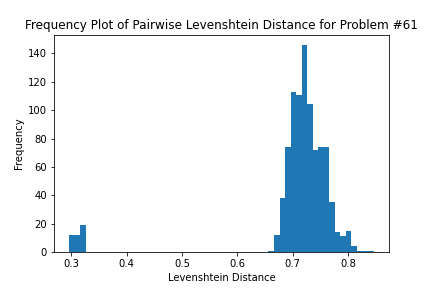 Frequency Plot of Pairwise Levenshtein Distance for Problem #61
140
120
100
80
60
40
20
0
Frequency
0.3 0.4 0.5 0.6 0.7 0.8
Levenshtein Distance